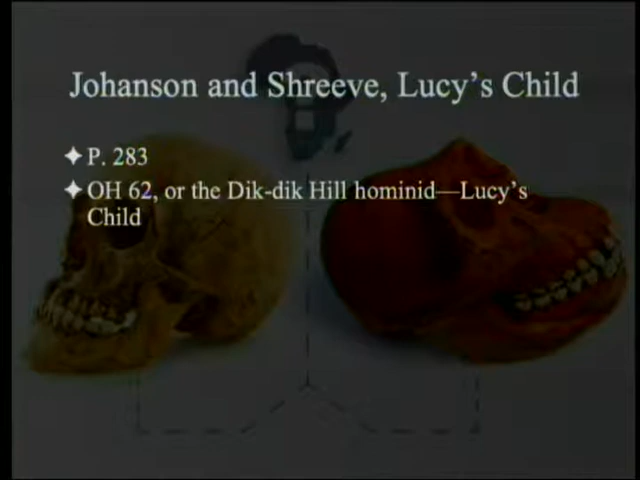 Johanson and Shreeve, Lucy's Child
P. 283
OH 62, or the Dik-dik Hill hominid—Lucy's
Child